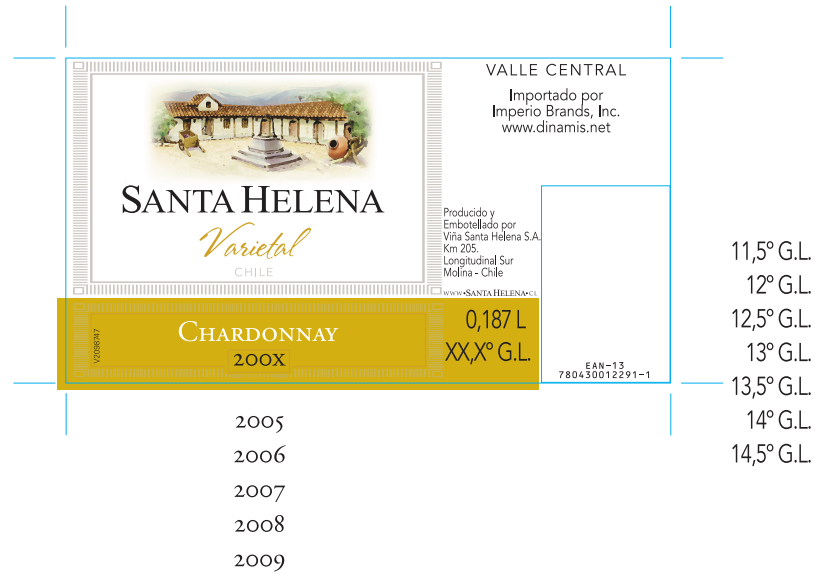 VALLE CENTRAL
Importado por
Imperio Brands, Inc.
www.dinamis.net
SANTA HELENA
Varietal
CHILE
Producido y
Embotellado por
Viña Santa Helena S.A.
Km 205.
Longitudinal Sur
Molina - Chile
WWW•SANTA HELENA•CL
V2098747
CHARDONNAY
200X
0,187 L
XX,Xº G.L.
EAN-13
780430012291-1
11,5º G.L.
12º G.L.
12,5º G.L.
13º G.L.
13,5º G.L.
14º G.L.
14,5º G.L.
2005
2006
2007
2008
2009